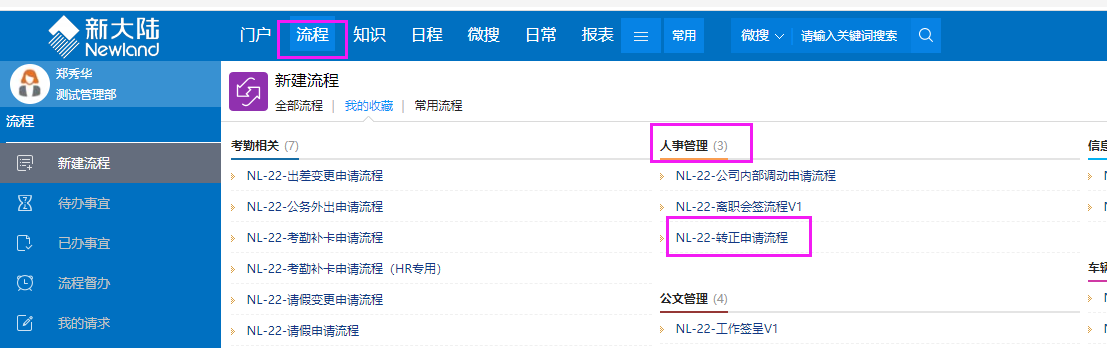 新大陆
Newland
门户 流程 知识 日程 微搜 日常 报表 常用 微搜 请输入关键词搜索
郑秀华
测试管理部
流程
新建流程
待办事宜
已办事宜
流程督办
我的请求
新建流程
全部流程 | 我的收藏 | 常用流程
考勤相关 (7)
NL-22-出差变更申请流程
NL-22-公务外出申请流程
NL-22-考勤补卡申请流程
NL-22-考勤补卡申请流程（HR专用）
NL-22-请假变更申请流程
NL-22-请假申请流程
人事管理 (3)
NL-22-公司内部调动申请流程
NL-22-离职会签流程V1
NL-22-转正申请流程
公文管理 (4)
NL-22-工作签呈V1
信息
车辆